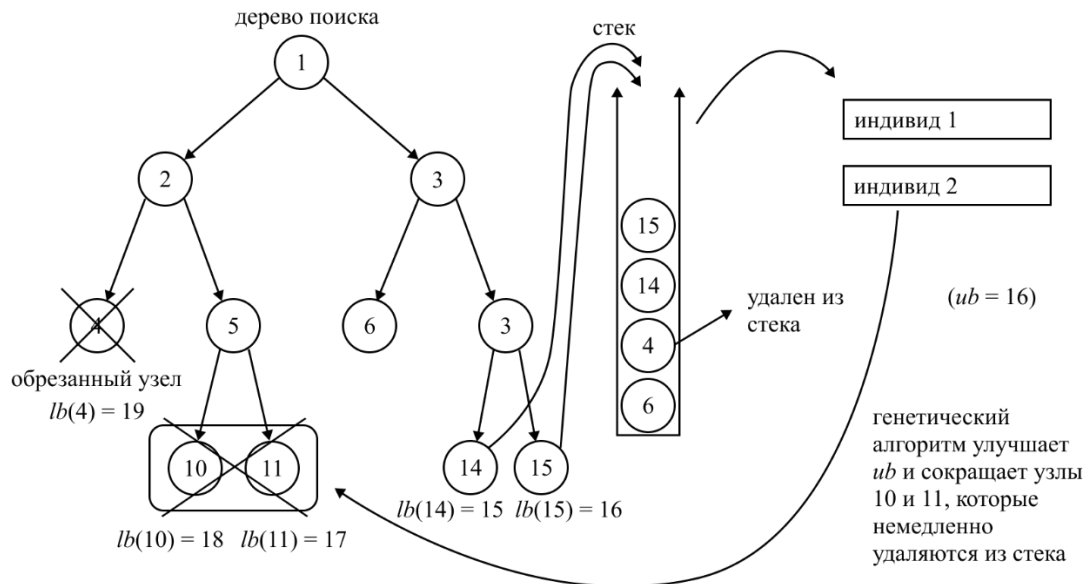 дерево поиска
стек
1
индивид 1
2
3
индивид 2
15
14
4
5
6
3
4
6
удален из
стека
(ub = 16)
обрезанный узел
lb(4) = 19
10
11
14
15
lb(10) = 18
lb(11) = 17
lb(14) = 15
lb(15) = 16
генетический
алгоритм улучшает
ub и сокращает узлы
10 и 11, которые
немедленно
удаляются из стека